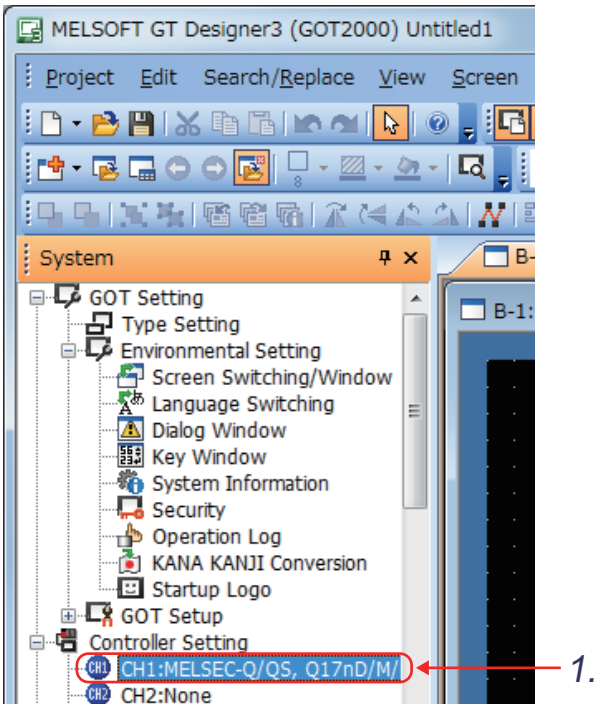 MELSOFT GT Designer3 (GOT2000) Untitled1
Project Edit Search/Replace View Screen
System
B-
B-1:
GOT Setting
Type Setting
Environmental Setting
Screen Switching/Window
Language Switching
Dialog Window
Key Window
System Information
Security
Operation Log
KANA KANJI Conversion
Startup Logo
GOT Setup
Controller Setting
CH1 CH1:MELSEC-Q/QS, Q17nD/M/
1.
CH2 CH2:None